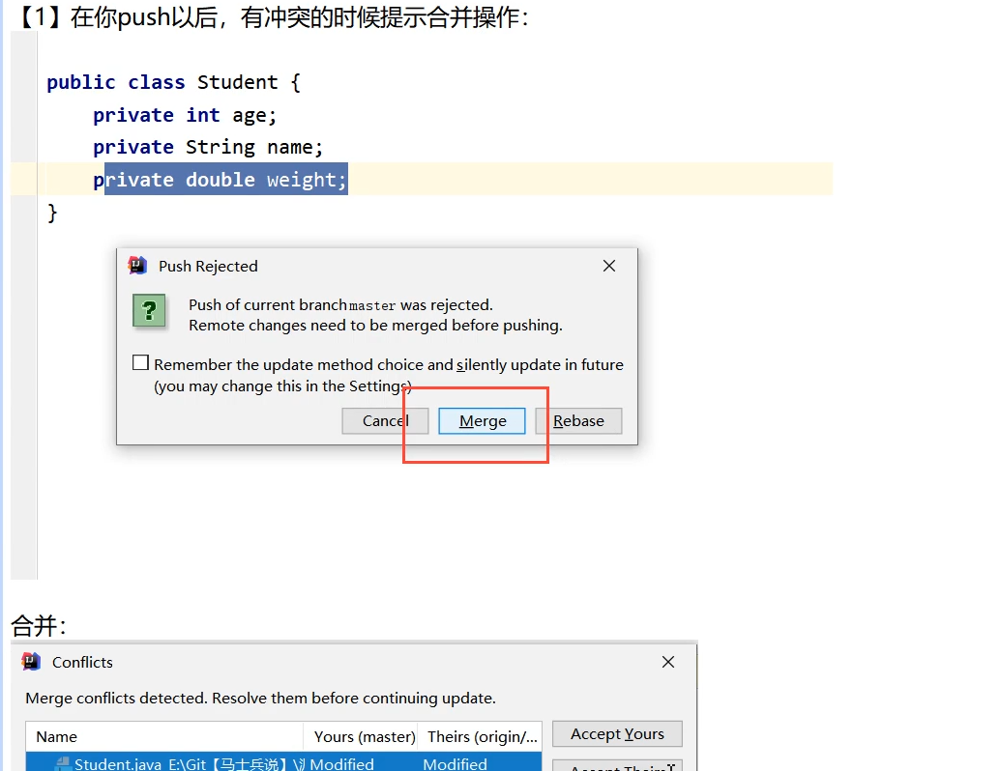 【1】在你push以后，有冲突的时候提示合并操作：
public class Student {
private int age;
private String name;
private double weight;
}
Push Rejected
Push of current branch master was rejected.
Remote changes need to be merged before pushing.
Remember the update method choice and silently update in future
(you may change this in the Settings)
Cancel Merge Rebase
合并：
Conflicts
Merge conflicts detected. Resolve them before continuing update.
Name Yours (master) Theirs (origin/... Accept Yours
Student.java E:\Git【马士兵说】\ Modified Modified
Accept Theirs